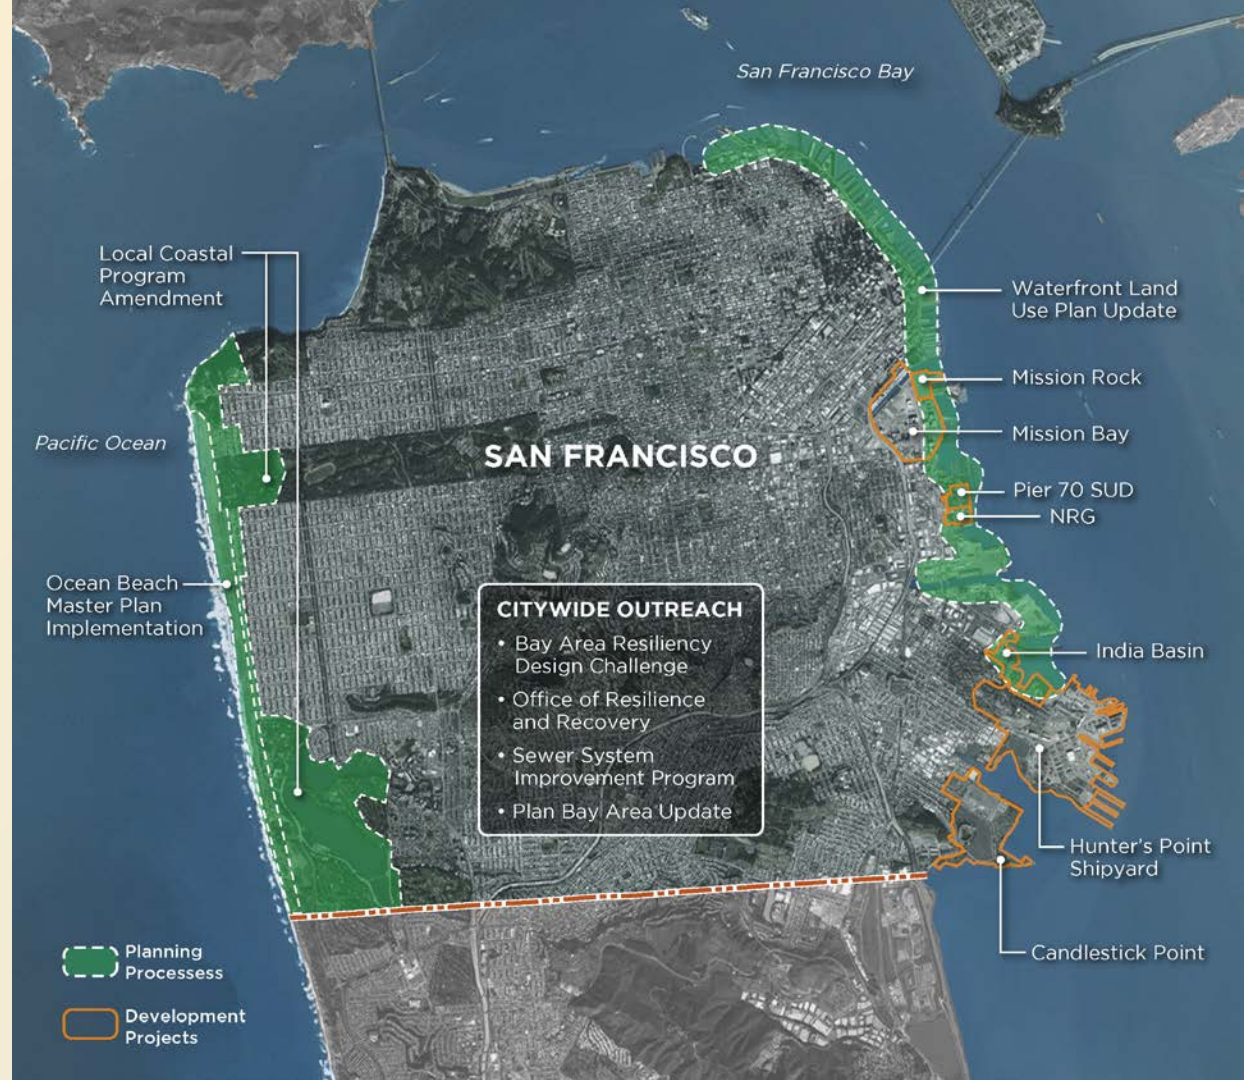 San Francisco Bay
Local Coastal
Program
Amendment
Waterfront Land
Use Plan Update
Mission Rock
Pacific Ocean
SAN FRANCISCO
Mission Bay
Pier 70 SUD
NRG
Ocean Beach
Master Plan
Implementation
CITYWIDE OUTREACH
• Bay Area Resiliency
Design Challenge
• Office of Resilience
and Recovery
• Sewer System
Improvement Program
• Plan Bay Area Update
India Basin
Hunter's Point
Shipyard
Candlestick Point
Planning
Processess
Development
Projects